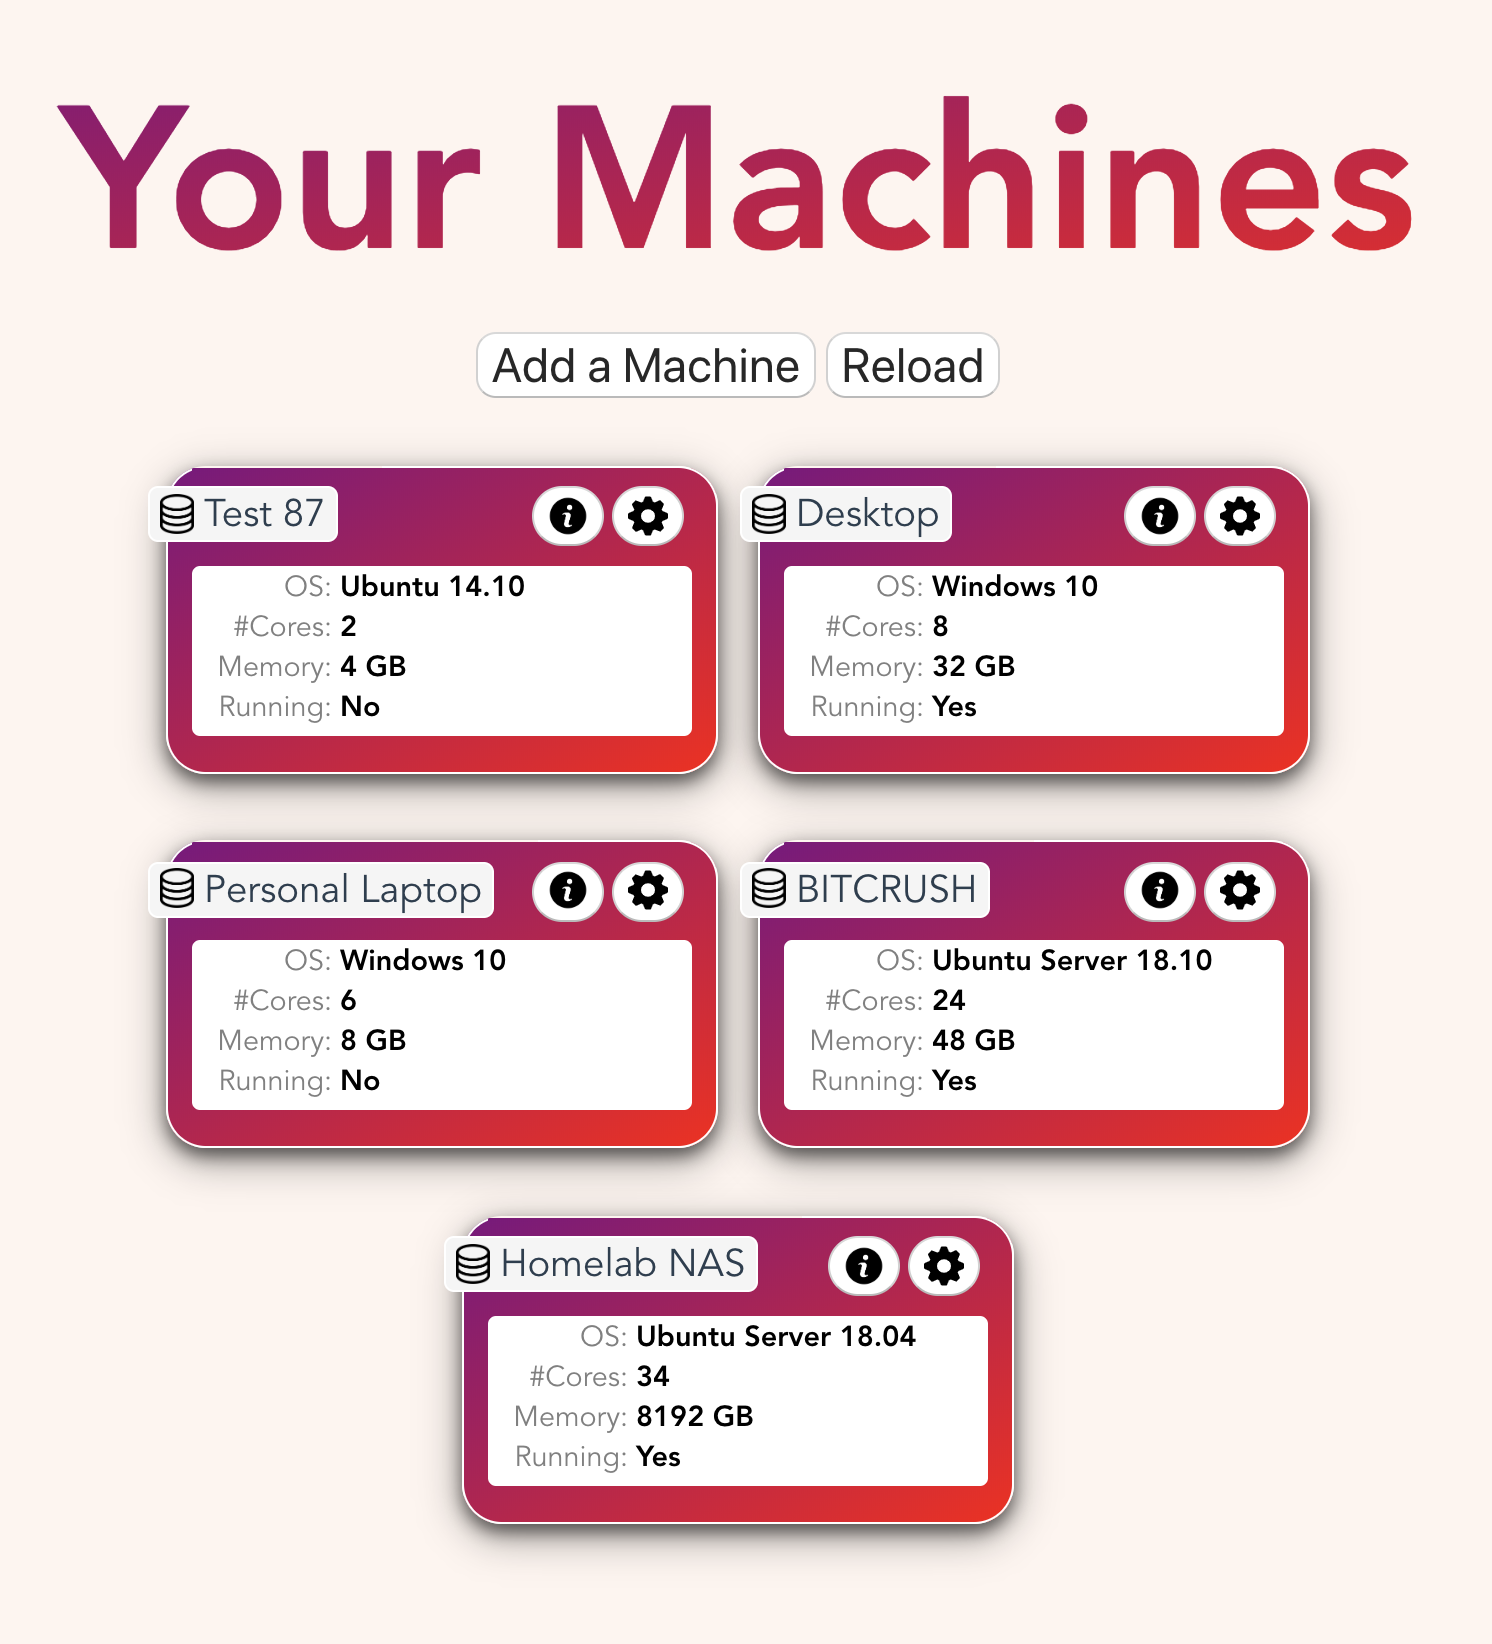 Your Machines
Add a Machine Reload
Test 87
OS: Ubuntu 14.10
#Cores: 2
Memory: 4 GB
Running: No
Desktop
OS: Windows 10
#Cores: 8
Memory: 32 GB
Running: Yes
Personal Laptop
OS: Windows 10
#Cores: 6
Memory: 8 GB
Running: No
BITCRUSH
OS: Ubuntu Server 18.10
#Cores: 24
Memory: 48 GB
Running: Yes
Homelab NAS
OS: Ubuntu Server 18.04
#Cores: 34
Memory: 8192 GB
Running: Yes